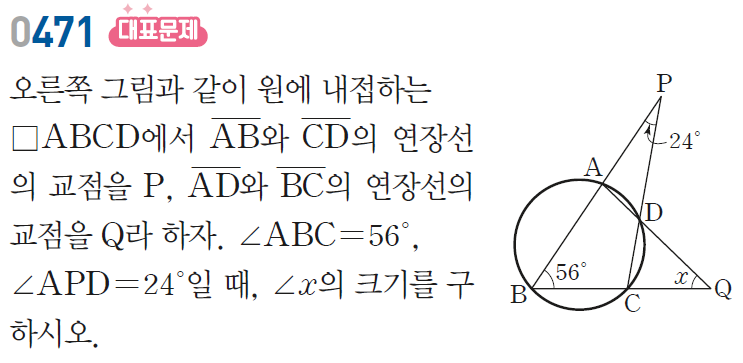 0471 대표문제
오른쪽 그림과 같이 원에 내접하는
□ABCD에서 AB와 CD의 연장선
의 교점을 P, AD와 BC의 연장선의
교점을 Q라 하자. ∠ABC=56°,
∠APD=24°일 때, ∠x의 크기를 구
하시오.
P
24°
A
D
56°
x
B
C
Q